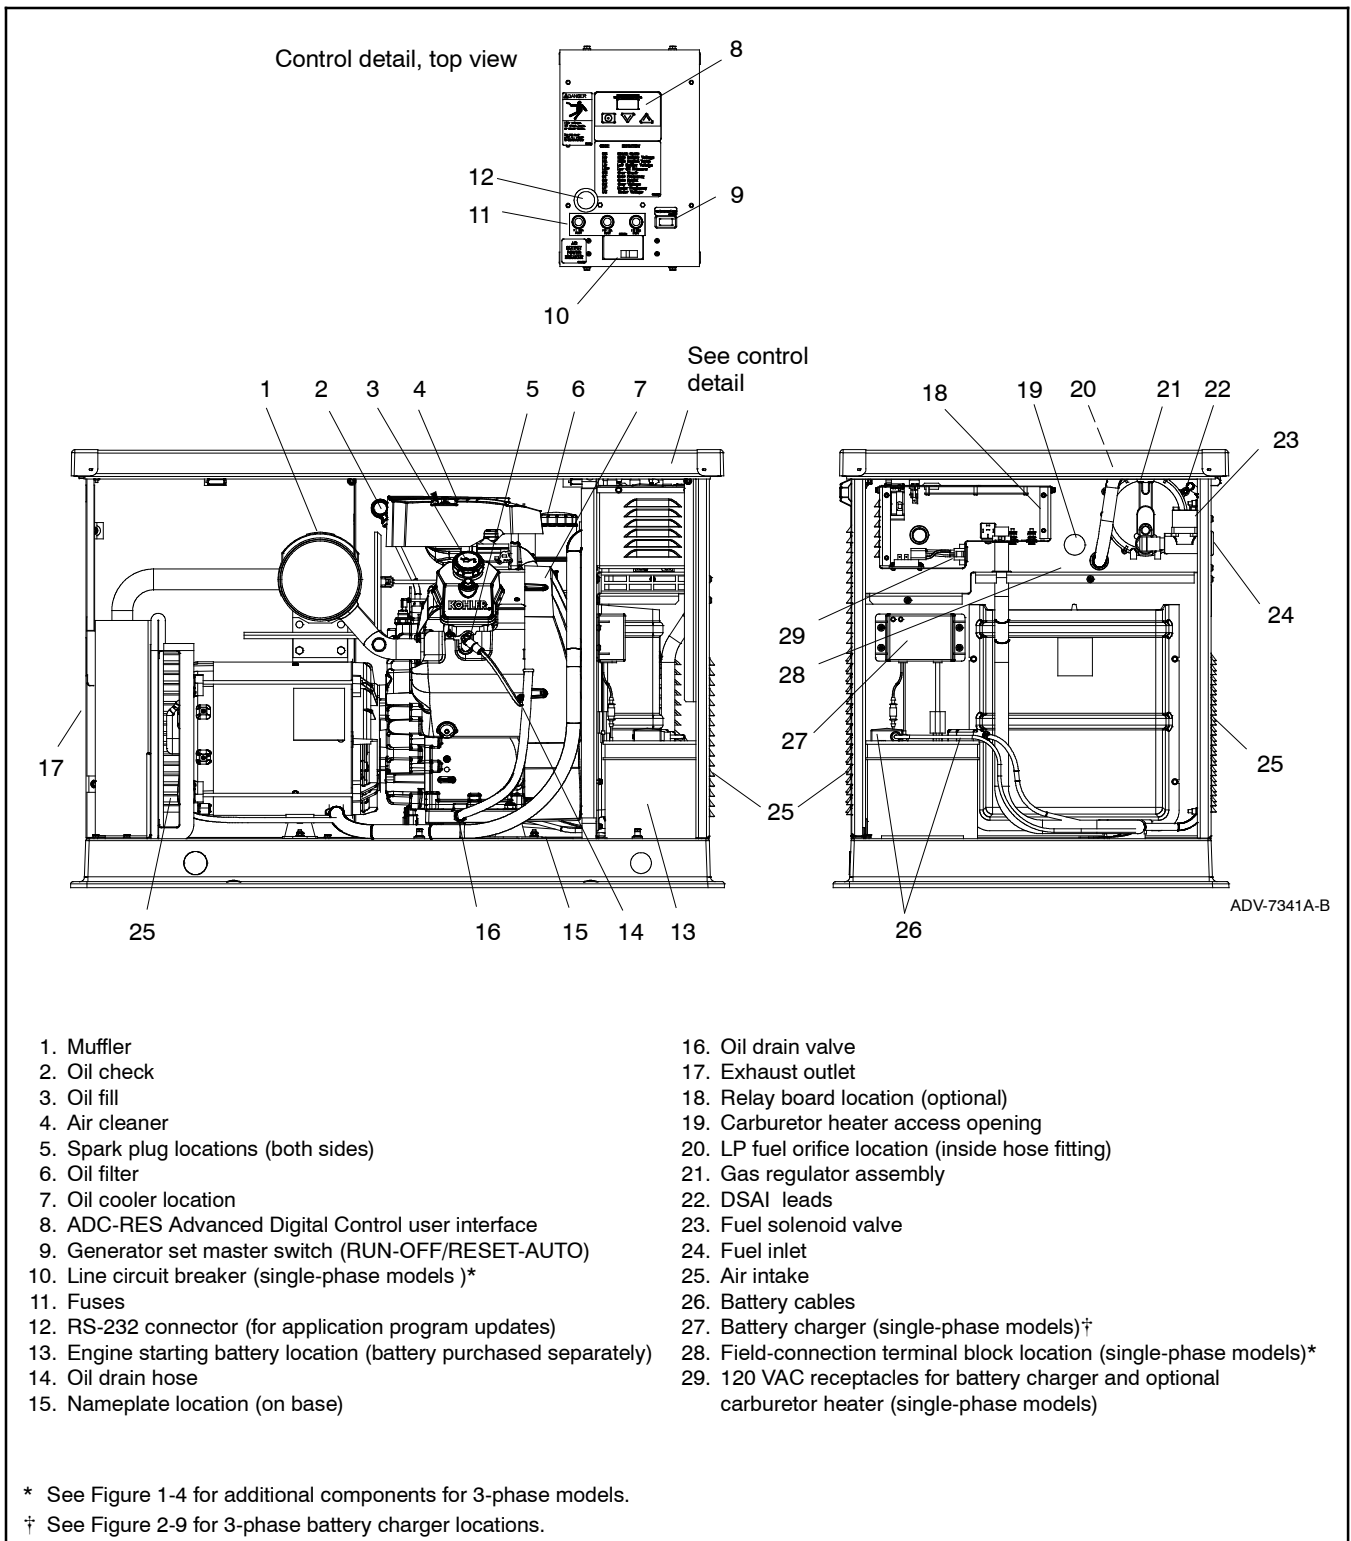 Control detail, top view
8
DANGER
12
11
9
10
See control
detail
1
2
3
4
5
6
7
18
19
20
21
22
23
KOHLER
24
29
28
27
17
25
25
25
16
15
14
13
26
ADV-7341A-B
1. Muffler
2. Oil check
3. Oil fill
4. Air cleaner
5. Spark plug locations (both sides)
6. Oil filter
7. Oil cooler location
8. ADC-RES Advanced Digital Control user interface
9. Generator set master switch (RUN-OFF/RESET-AUTO)
10. Line circuit breaker (single-phase models )*
11. Fuses
12. RS-232 connector (for application program updates)
13. Engine starting battery location (battery purchased separately)
14. Oil drain hose
15. Nameplate location (on base)
16. Oil drain valve
17. Exhaust outlet
18. Relay board location (optional)
19. Carburetor heater access opening
20. LP fuel orifice location (inside hose fitting)
21. Gas regulator assembly
22. DSAI leads
23. Fuel solenoid valve
24. Fuel inlet
25. Air intake
26. Battery cables
27. Battery charger (single-phase models)†
28. Field-connection terminal block location (single-phase models)*
29. 120 VAC receptacles for battery charger and optional
carburetor heater (single-phase models)
* See Figure 1-4 for additional components for 3-phase models.
† See Figure 2-9 for 3-phase battery charger locations.